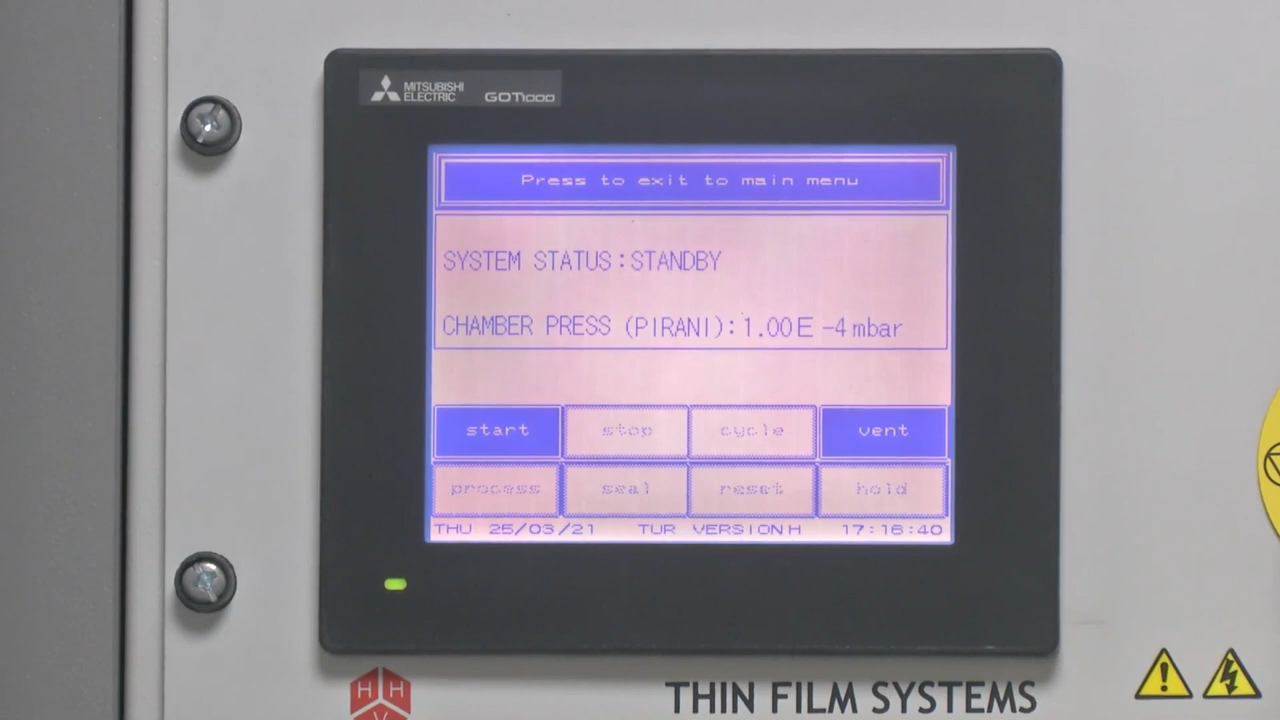 MITSUBISHI
ELECTRIC
GOT1000
Press to exit to main menu
SYSTEM STATUS:STANDBY
CHAMBER PRESS (PIRANI):1.00E -4 mbar
start stop cycle vent
process seal reset hold
THU 25/03/21 TUR VERSION H 17:16:40
H H
V
THIN FILM SYSTEMS